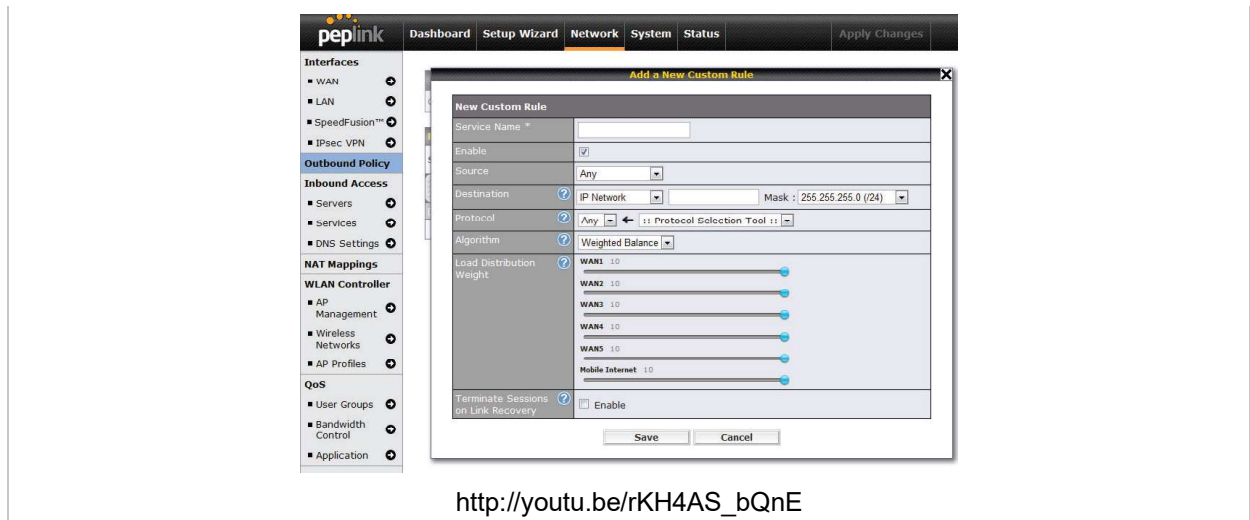 peplink
Dashboard Setup Wizard Network System Status Apply Changes
Interfaces
WAN
LAN
SpeedFusion™
IPsec VPN
Outbound Policy
Inbound Access
Servers
Services
DNS Settings
NAT Mappings
WLAN Controller
AP
Management
Wireless
Networks
AP Profiles
QoS
User Groups
Bandwidth
Control
Application
Add a New Custom Rule
New Custom Rule
Service Name *
Enable
Source Any
Destination IP Network Mask : 255.255.255.0 (/24)
Protocol Any :: Protocol Selection Tool ::
Algorithm Weighted Balance
Load Distribution
Weight
WAN1 10
WAN2 10
WAN3 10
WAN4 10
WAN5 10
Mobile Internet 10
Terminate Sessions
on Link Recovery
Enable
Save Cancel
http://youtu.be/rKH4AS_bQnE